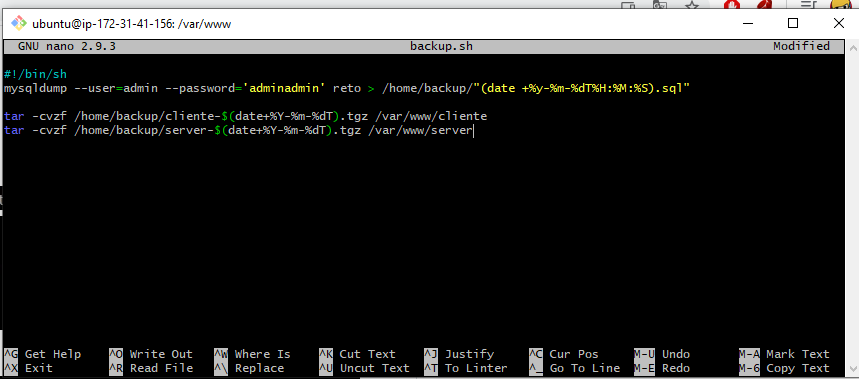 ubuntu@ip-172-31-41-156: /var/www
GNU nano 2.9.3 backup.sh Modified
#!/bin/sh
mysqldump --user=admin --password='adminadmin' reto > /home/backup/"(date +%y-%m-%dT%H:%M:%S).sql"
tar -cvzf /home/backup/cliente-$(date+%Y-%m-%dT).tgz /var/www/cliente
tar -cvzf /home/backup/server-$(date+%Y-%m-%dT).tgz /var/www/server
^G Get Help ^O Write Out ^W Where Is ^K Cut Text ^J Justify ^C Cur Pos M-U Undo M-A Mark Text
^X Exit ^R Read File ^\ Replace ^U Uncut Text ^T To Linter ^_ Go To Line M-E Redo M-6 Copy Text